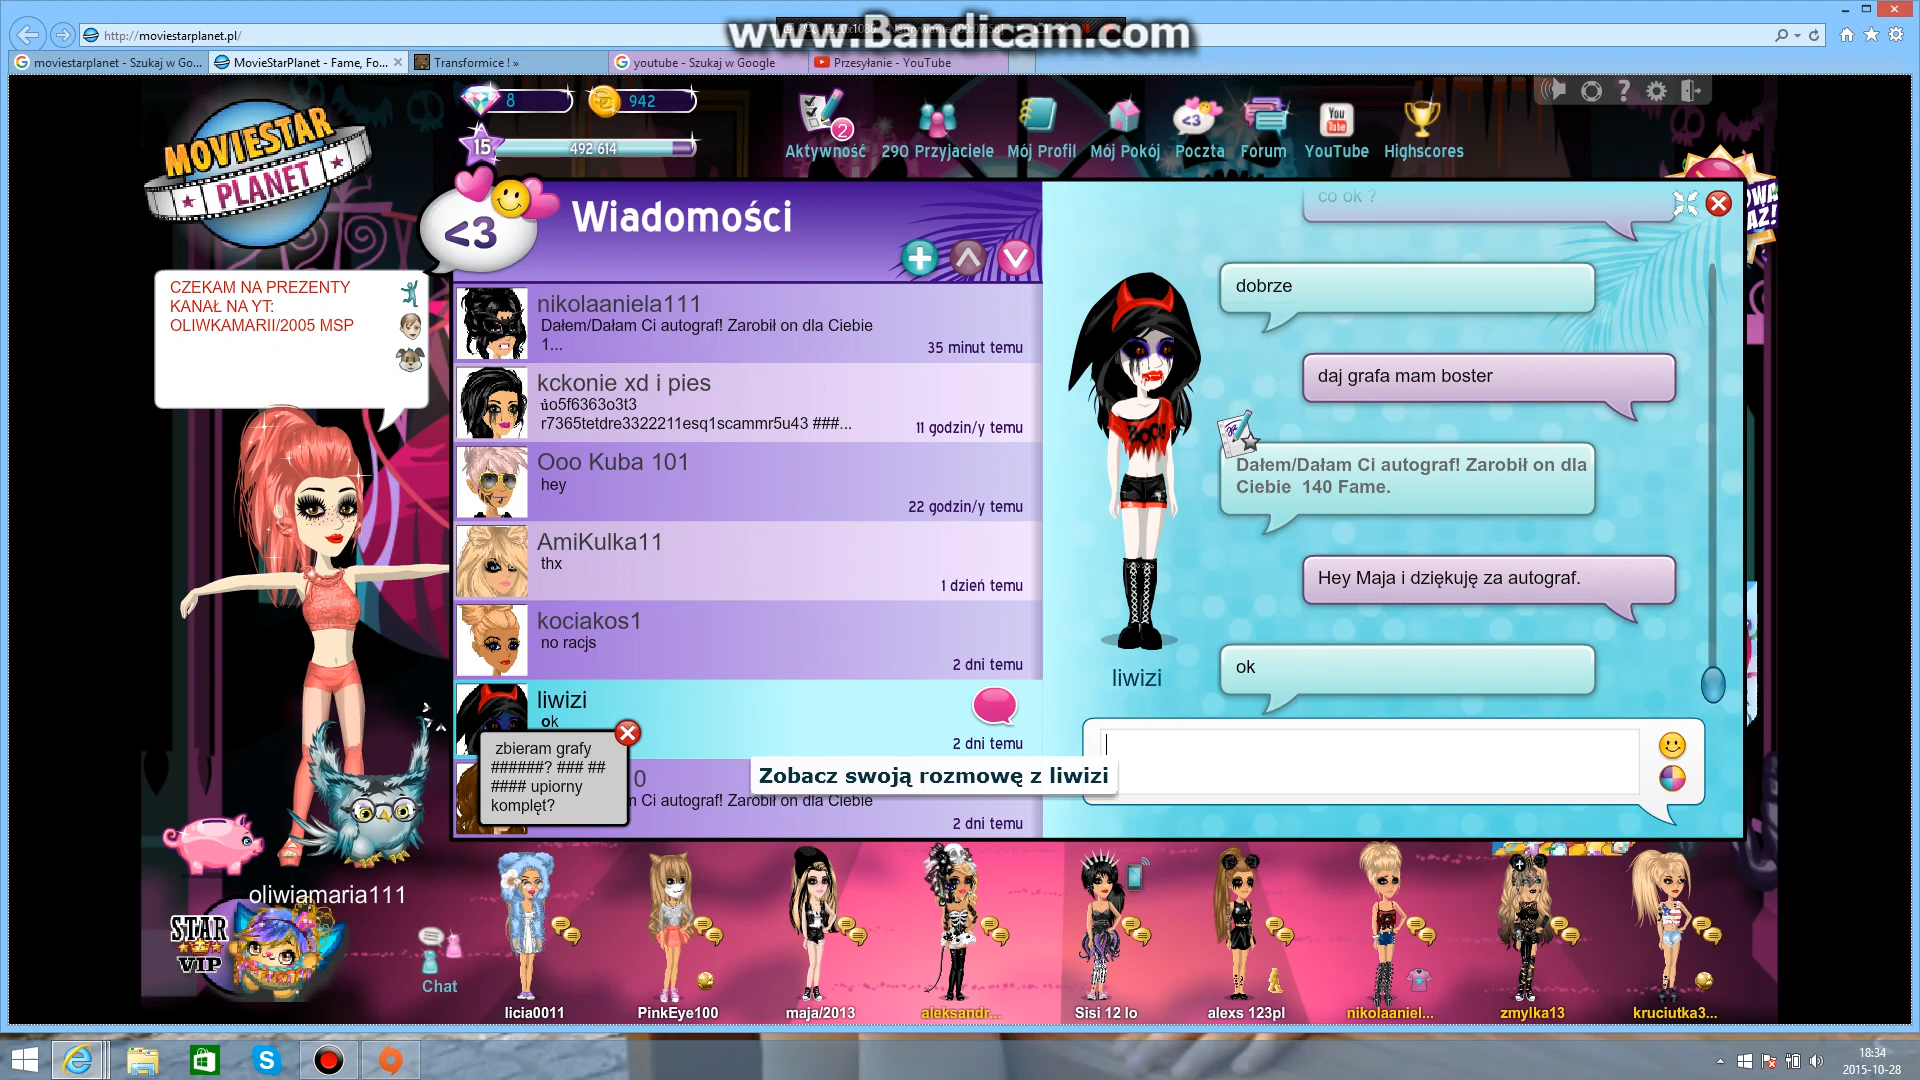 www.Bandicam.com
http://moviestarplanet.pl/
moviestarplanet - Szukaj w Go...
MovieStarPlanet - Fame, Fo...
Transformice ! »
youtube - Szukaj w Google
Przesyłanie - YouTube
MOVIESTAR
PLANET
8
942
15
492 614
2
Aktywność
290 Przyjaciele
Mój Profil
Mój Pokój
<3
Poczta
Forum
You
Tube
YouTube
Highscores
<3
Wiadomości
CZEKAM NA PREZENTY
KANAŁ NA YT:
OLIWKAMARII/2005 MSP
nikolaaniela111
Dałem/Dałam Ci autograf! Zarobił on dla Ciebie
1...
35 minut temu
kckonie xd i pies
r7365tetdre3322211esq1scammr5u43 ###...
11 godzin/y temu
Ooo Kuba 101
hey
22 godzin/y temu
AmiKulka11
thx
1 dzień temu
kociakos1
no racjs
2 dni temu
liwizi
ok
2 dni temu
zbieram grafy
######? ### ##
#### upiorny
komplęt?
0
Ci autograf! Zarobił on dla Ciebie
2 dni temu
Zobacz swoją rozmowę z liwizi
co ok ?
dobrze
daj grafa mam boster
Dałem/Dałam Ci autograf! Zarobił on dla
Ciebie 140 Fame.
Hey Maja i dziękuję za autograf.
ok
BOO!
liwizi
oliwiamaria111
STAR
VIP
Chat
licia0011
PinkEye100
maja/2013
aleksandr...
Sisi 12 lo
alexs 123pl
nikolaaniel...
zmylka13
kruciutka3...
18:34
2015-10-28